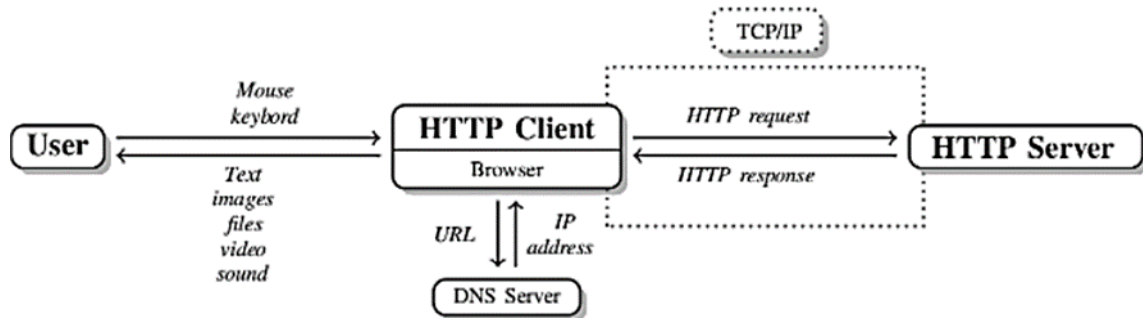 TCP/IP
Mouse
keybord
User
HTTP Client
Browser
HTTP request
HTTP response
HTTP Server
Text
images
files
video
sound
URL
IP
address
DNS Server